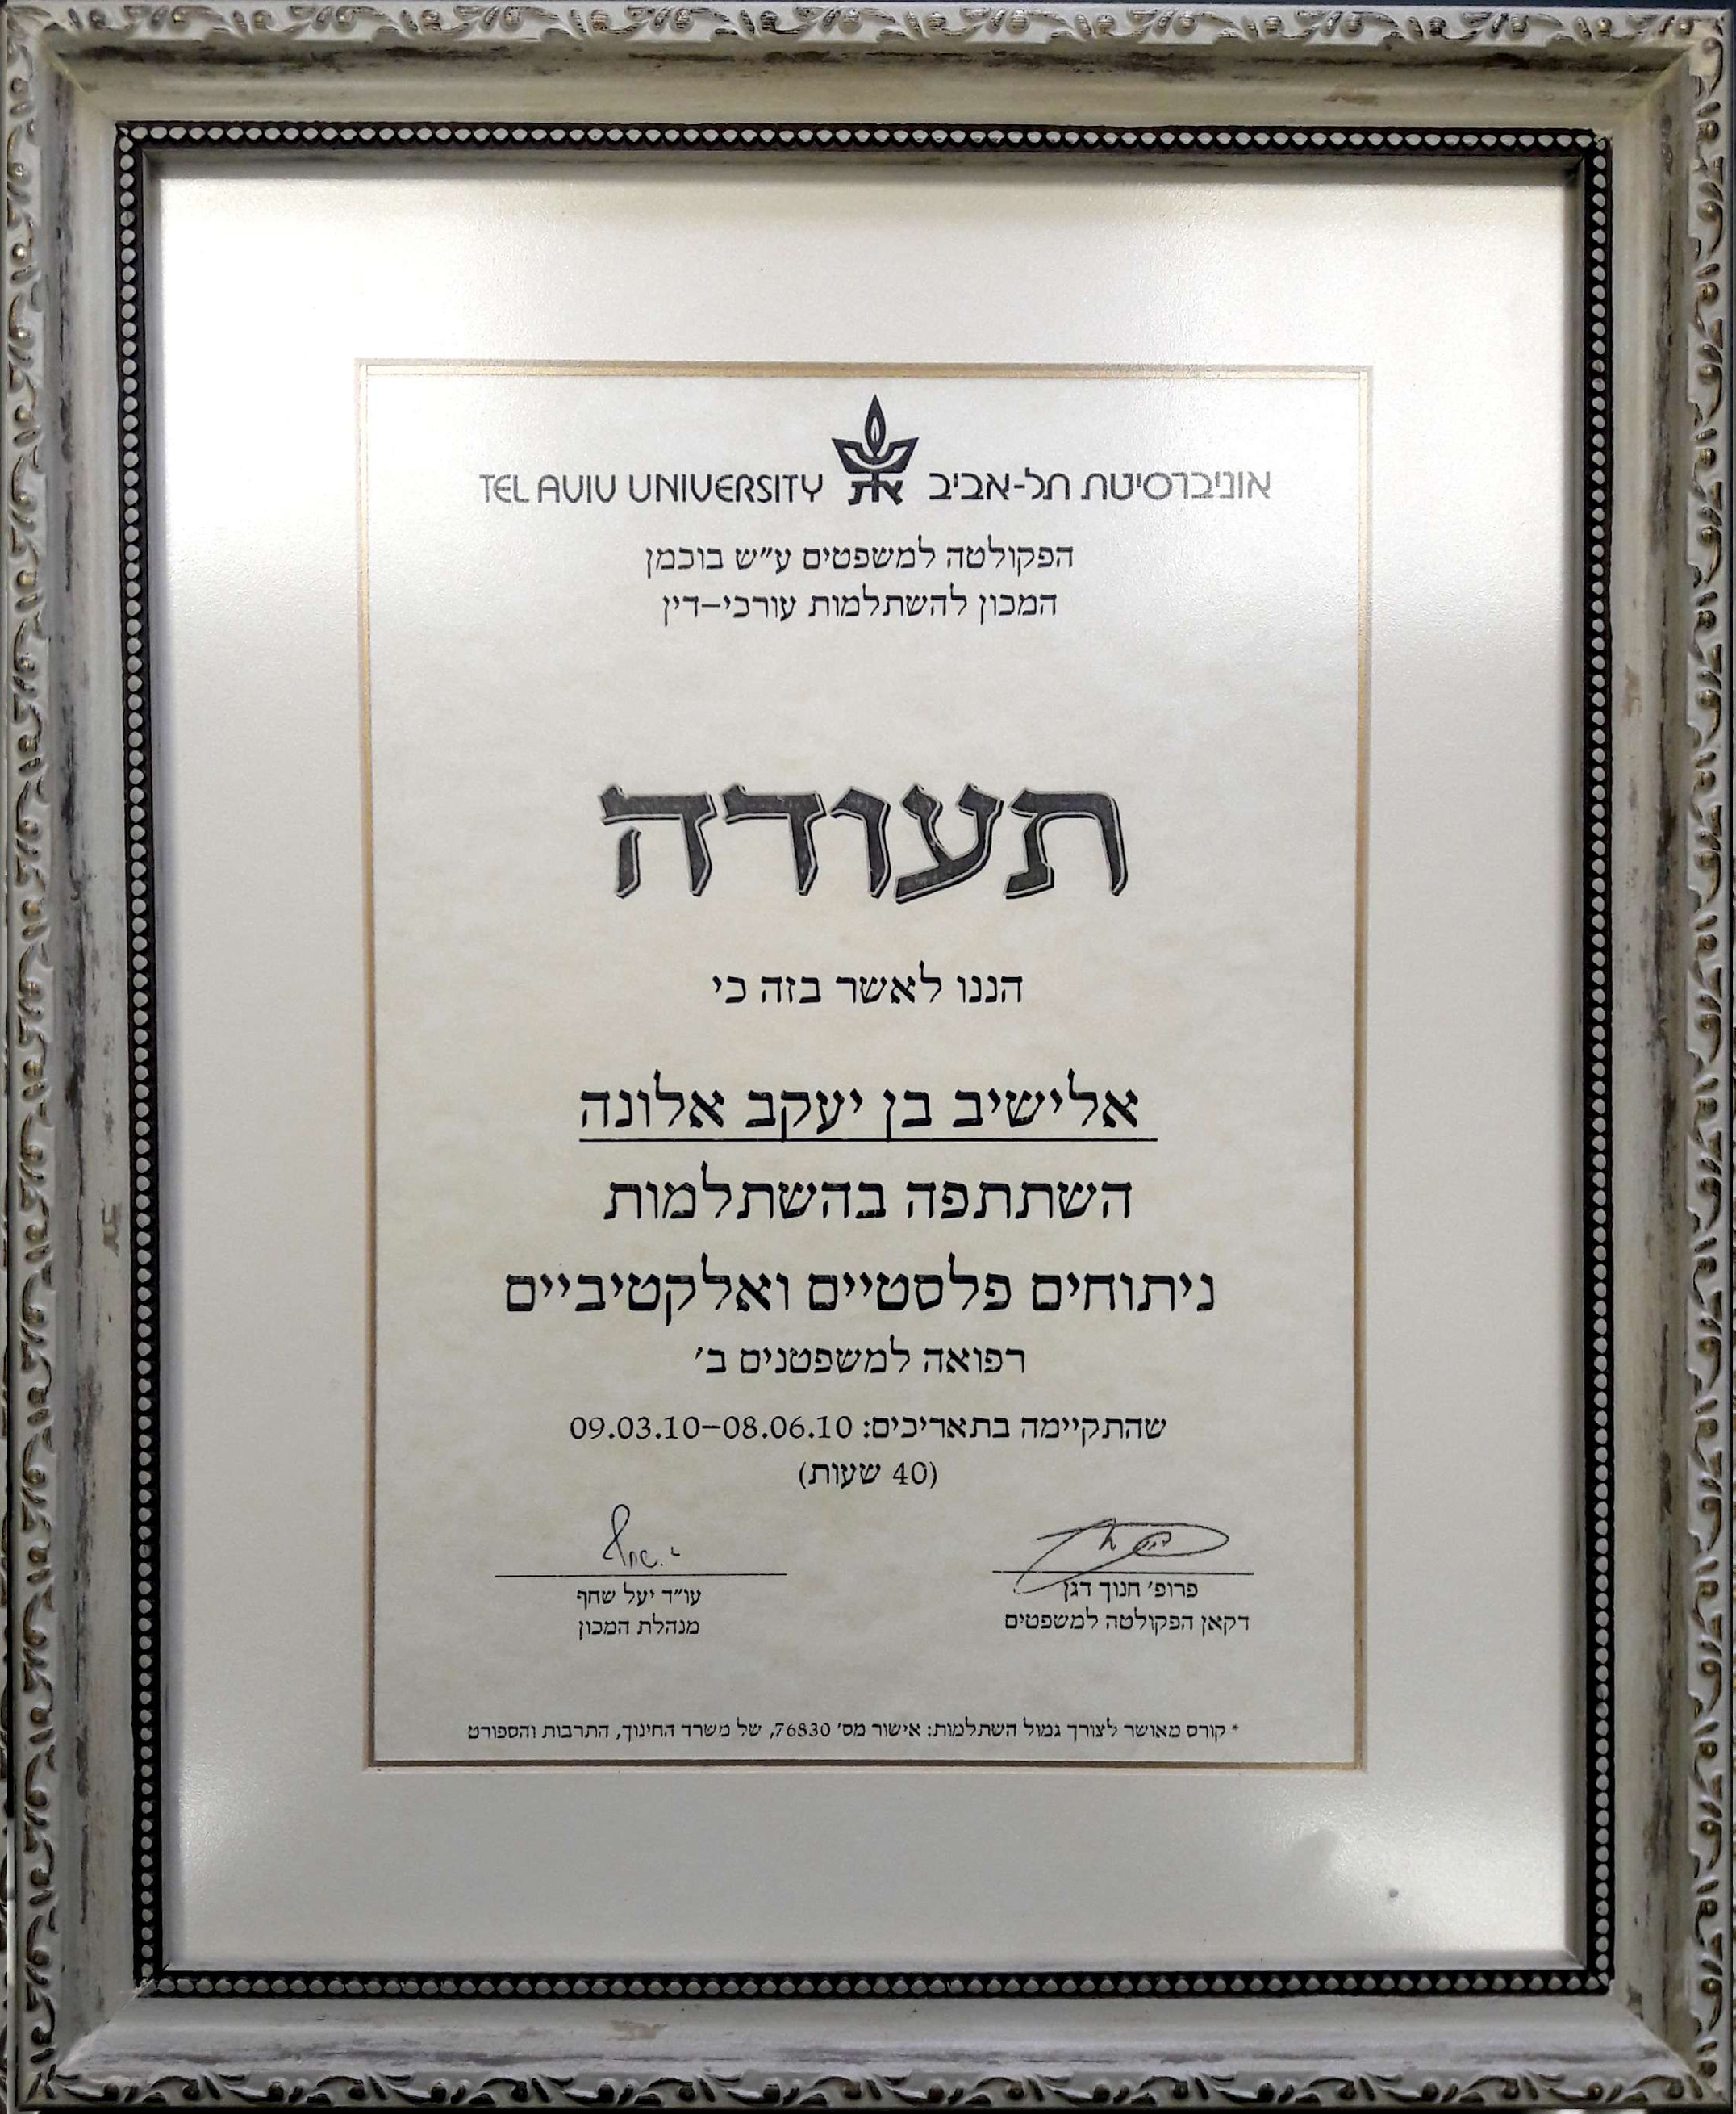 TEL AVIV UNIVERSITY את אוניברסיטת תל-אביב
הפקולטה למשפטים ע״ש בוכמן
המכון להשתלמות עורכי-דין
תעודה
הננו לאשר בזה כי
אלישיב בן יעקב אלונה
השתתפה בהשתלמות
ניתוחים פלסטיים ואלקטיביים
רפואה למשפטנים ב׳
שהתקיימה בתאריכים: 09.03.10-08.06.10
(40 שעות)
פרופ׳ חנוך דגן
דקאן הפקולטה למשפטים
י. שחף
עו״ד יעל שחף
מנהלת המכון
* קורס מאושר לצורך גמול השתלמות: אישור מס׳ 76830, של משרד החינוך, התרבות והספורט